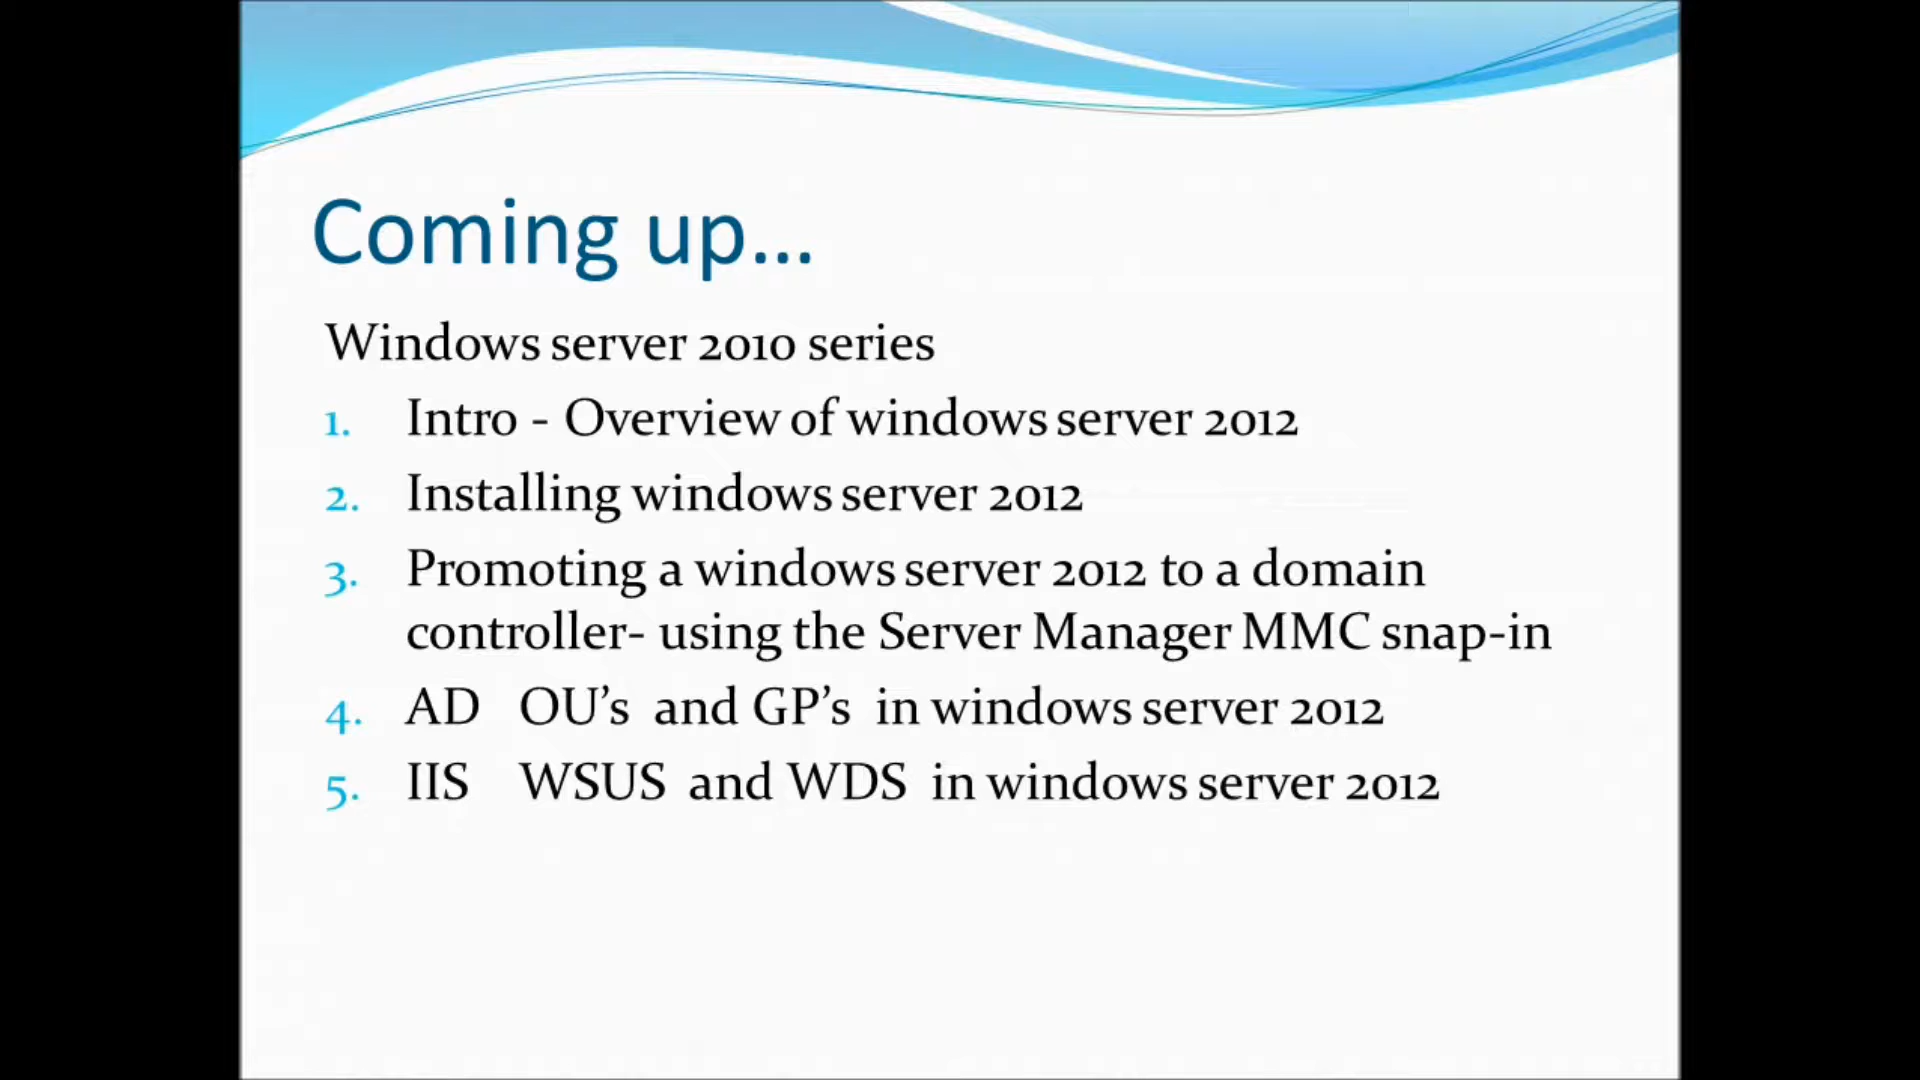 Coming up...
Windows server 2010 series
1. Intro - Overview of windows server 2012
2. Installing windows server 2012
3. Promoting a windows server 2012 to a domain
controller- using the Server Manager MMC snap-in
4. AD OU’s and GP’s in windows server 2012
5. IIS WSUS and WDS in windows server 2012